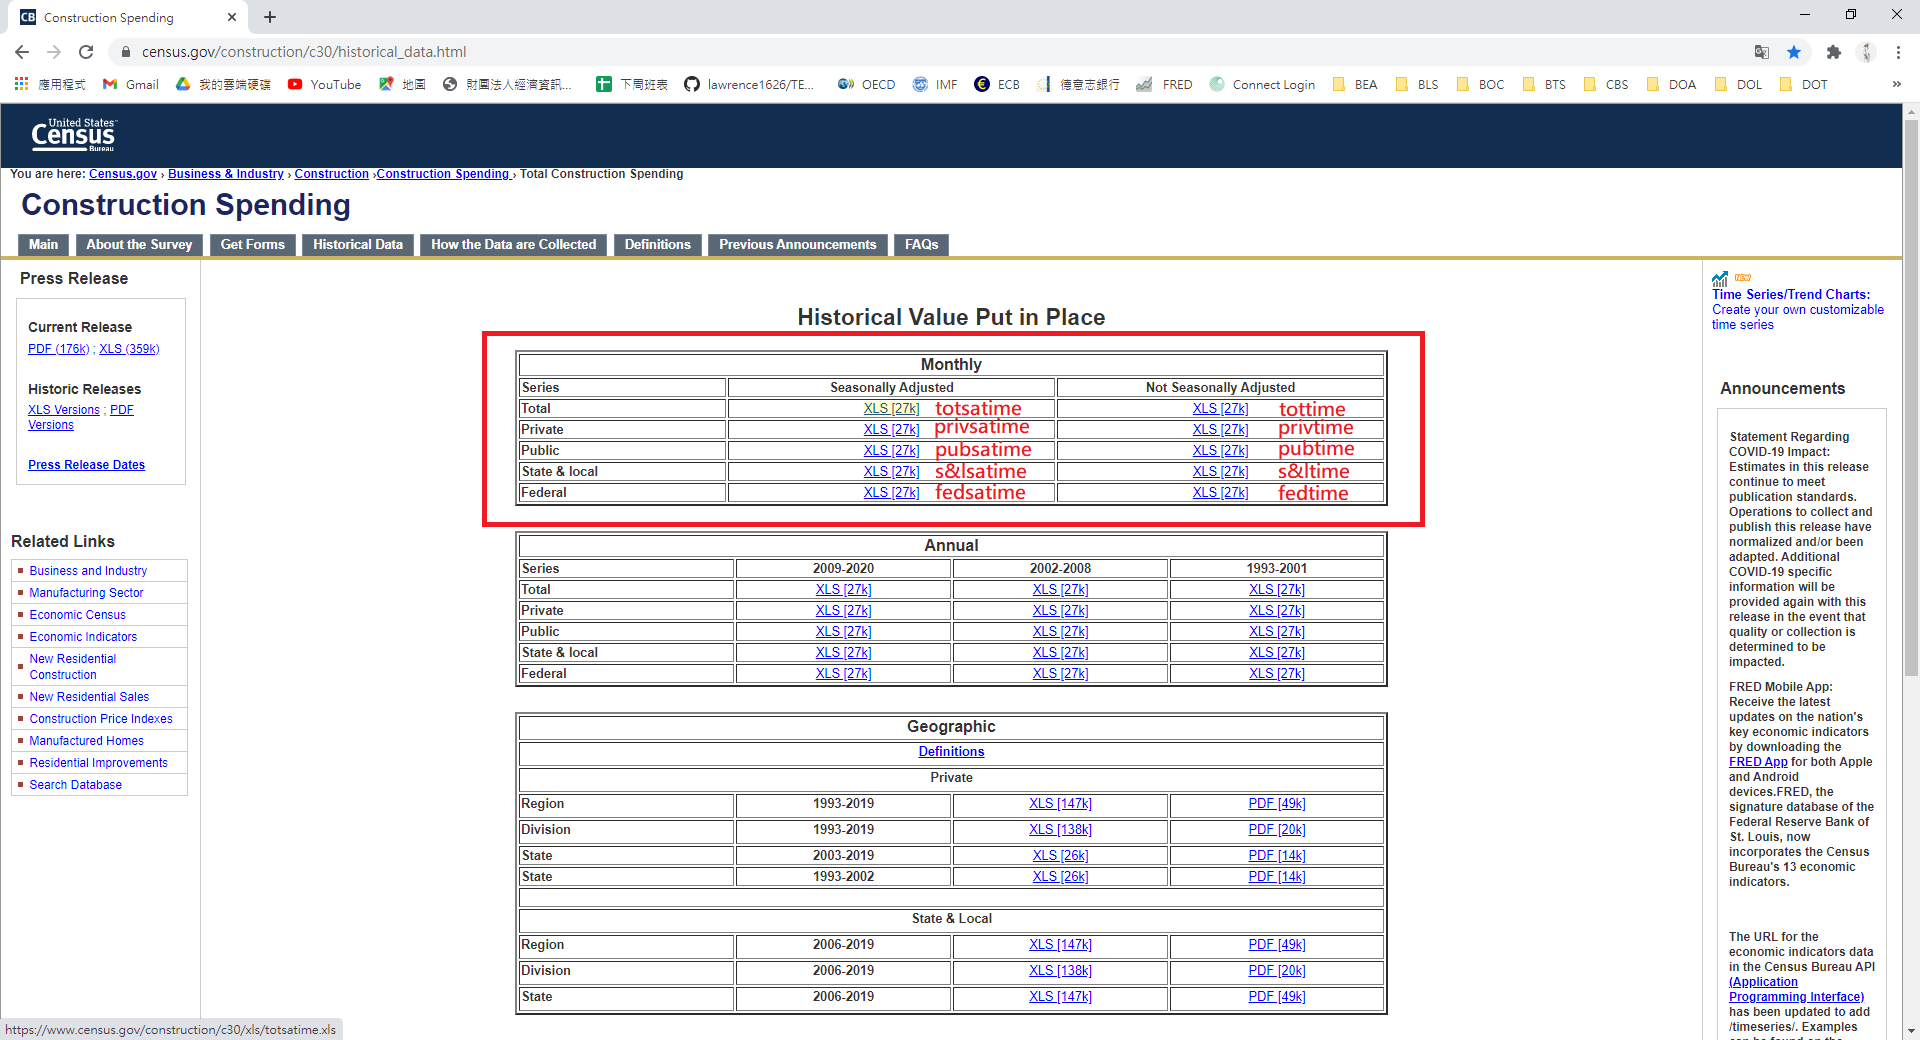 CB Construction Spending
census.gov/construction/c30/historical_data.html
應用程式 Gmail 我的雲端硬碟 YouTube 地圖 財團法人經濟資訊... 下周班表 lawrence1626/TE... OECD IMF ECB 德意志銀行 FRED Connect Login BEA BLS BOC BTS CBS DOA DOL DOT »
United States™
Census
Bureau
You are here: Census.gov › Business & Industry › Construction ›Construction Spending › Total Construction Spending
Construction Spending
Main About the Survey Get Forms Historical Data How the Data are Collected Definitions Previous Announcements FAQs
Press Release
Current Release
PDF (176k) ; XLS (359k)
Historic Releases
XLS Versions ; PDF
Versions
Press Release Dates
Related Links
Business and Industry
Manufacturing Sector
Economic Census
Economic Indicators
New Residential
Construction
New Residential Sales
Construction Price Indexes
Manufactured Homes
Residential Improvements
Search Database
Historical Value Put in Place
Monthly
Series Seasonally Adjusted Not Seasonally Adjusted
Total XLS [27k] totsatime XLS [27k] tottime
Private XLS [27k] privsatime XLS [27k] privtime
Public XLS [27k] pubsatime XLS [27k] pubtime
State & local XLS [27k] s&lsatime XLS [27k] s&ltime
Federal XLS [27k] fedsatime XLS [27k] fedtime
Annual
Series 2009-2020 2002-2008 1993-2001
Total XLS [27k] XLS [27k] XLS [27k]
Private XLS [27k] XLS [27k] XLS [27k]
Public XLS [27k] XLS [27k] XLS [27k]
State & local XLS [27k] XLS [27k] XLS [27k]
Federal XLS [27k] XLS [27k] XLS [27k]
Geographic
Definitions
Private
Region 1993-2019 XLS [147k] PDF [49k]
Division 1993-2019 XLS [138k] PDF [20k]
State 2003-2019 XLS [26k] PDF [14k]
State 1993-2002 XLS [26k] PDF [14k]
State & Local
Region 2006-2019 XLS [147k] PDF [49k]
Division 2006-2019 XLS [138k] PDF [20k]
State 2006-2019 XLS [147k] PDF [49k]
NEW
Time Series/Trend Charts:
Create your own customizable
time series
Announcements
Statement Regarding
COVID-19 Impact:
Estimates in this release
continue to meet
publication standards.
Operations to collect and
publish this release have
normalized and/or been
adapted. Additional
COVID-19 specific
information will be
provided again with this
release in the event that
quality or collection is
determined to be
impacted.
FRED Mobile App:
Receive the latest
updates on the nation's
key economic indicators
by downloading the
FRED App for both Apple
and Android
devices.FRED, the
signature database of the
Federal Reserve Bank of
St. Louis, now
incorporates the Census
Bureau's 13 economic
indicators.
The URL for the
economic indicators data
in the Census Bureau API
(Application
Programming Interface)
has been updated to add
/timeseries/. Examples
https://www.census.gov/construction/c30/xls/totsatime.xls